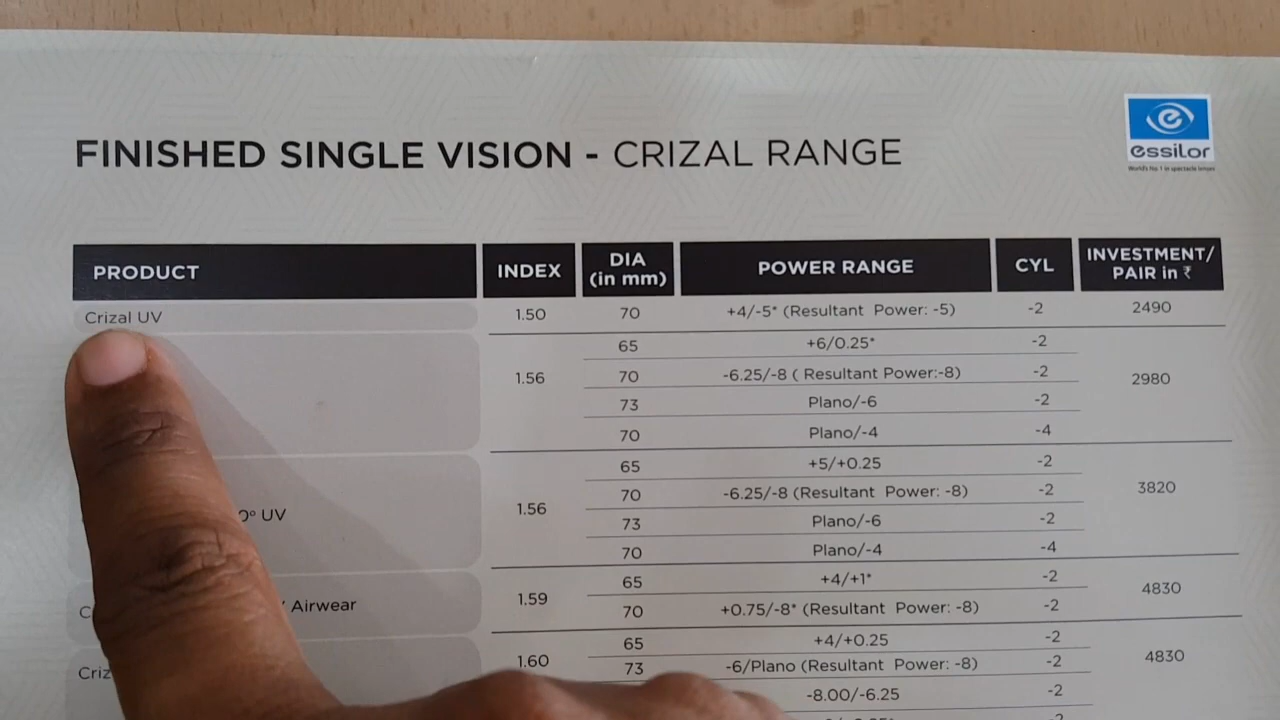 essilor
World's No. 1 in spectacle lenses
FINISHED SINGLE VISION - CRIZAL RANGE
PRODUCT INDEX DIA (in mm) POWER RANGE CYL INVESTMENT/ PAIR in ₹
Crizal UV 1.50 70 +4/-5* (Resultant Power: -5) -2 2490
65 +6/0.25* -2
1.56 70 -6.25/-8 ( Resultant Power:-8) -2 2980
73 Plano/-6 -2
70 Plano/-4 -4
65 +5/+0.25 -2
70 -6.25/-8 (Resultant Power: -8) -2 3820
UV 1.56 73 Plano/-6 -2
70 Plano/-4 -4
65 +4/+1* -2
Airwear 1.59 70 +0.75/-8* (Resultant Power: -8) -2 4830
65 +4/+0.25 -2
1.60 73 -6/Plano (Resultant Power: -8) -2 4830
-8.00/-6.25 -2